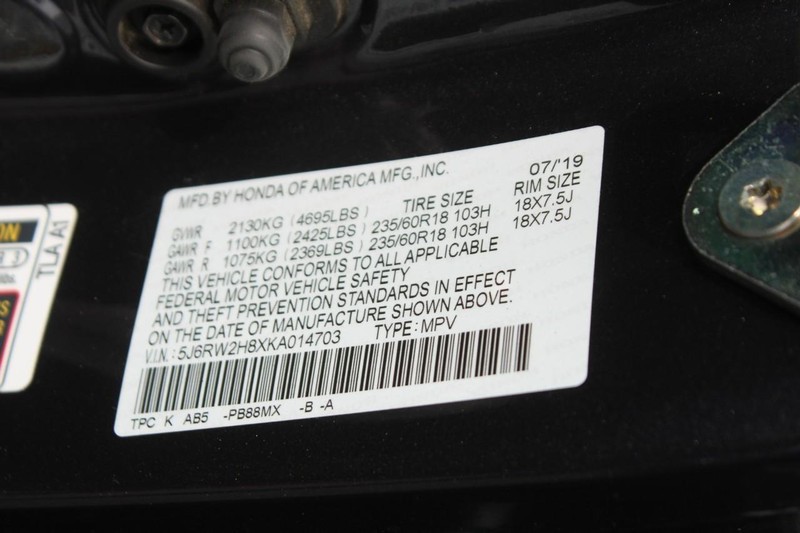 MFD.BY HONDA OF AMERICA MFG.,INC. 07/'19
GVWR 2130KG (4695LBS) TIRE SIZE RIM SIZE
GAWR F 1100KG (2425LBS) 235/60R18 103H 18X7.5J
GAWR R 1075KG (2369LBS) 235/60R18 103H 18X7.5J
THIS VEHICLE CONFORMS TO ALL APPLICABLE
FEDERAL MOTOR VEHICLE SAFETY
AND THEFT PREVENTION STANDARDS IN EFFECT
ON THE DATE OF MANUFACTURE SHOWN ABOVE.
V.I.N.: 5J6RW2H8XKA014703 TYPE: MPV
TPC K AB5 -PB88MX -B -A
TLA A1
3